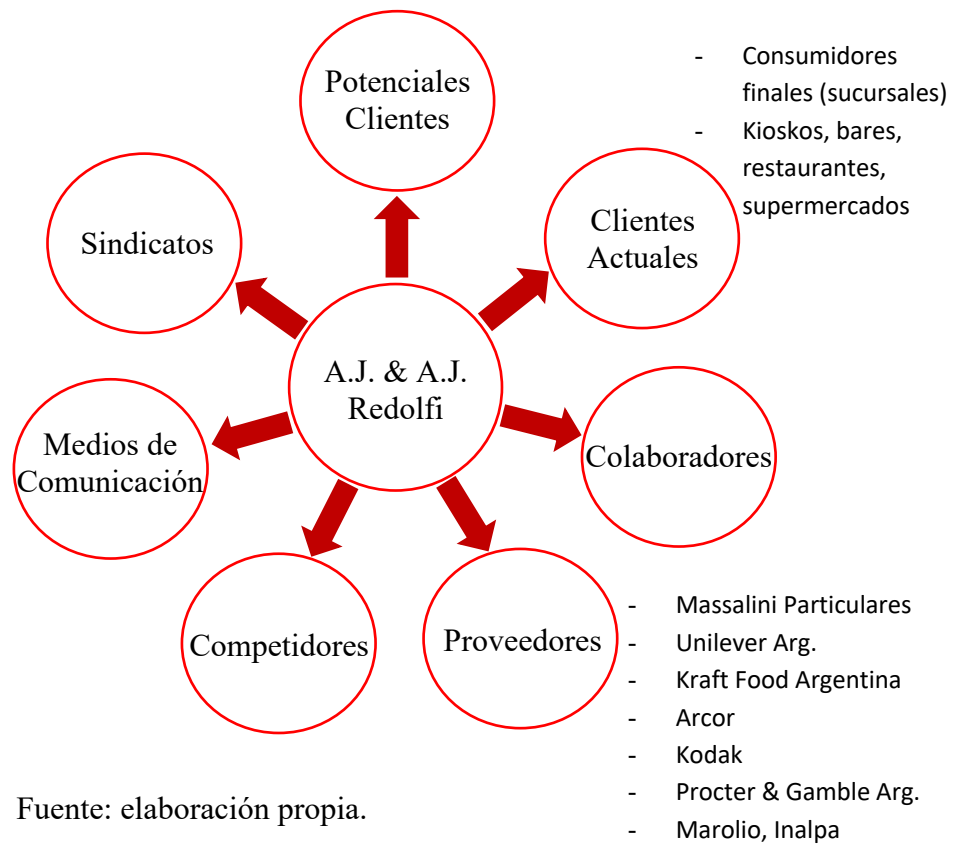 Potenciales
Clientes
- Consumidores
finales (sucursales)
- Kioskos, bares,
restaurantes,
supermercados
Sindicatos
Clientes
Actuales
A.J. & A.J.
Redolfi
Medios de
Comunicación
Colaboradores
Competidores
Proveedores
- Massalini Particulares
- Unilever Arg.
- Kraft Food Argentina
- Arcor
- Kodak
- Procter & Gamble Arg.
- Marolio, Inalpa
Fuente: elaboración propia.